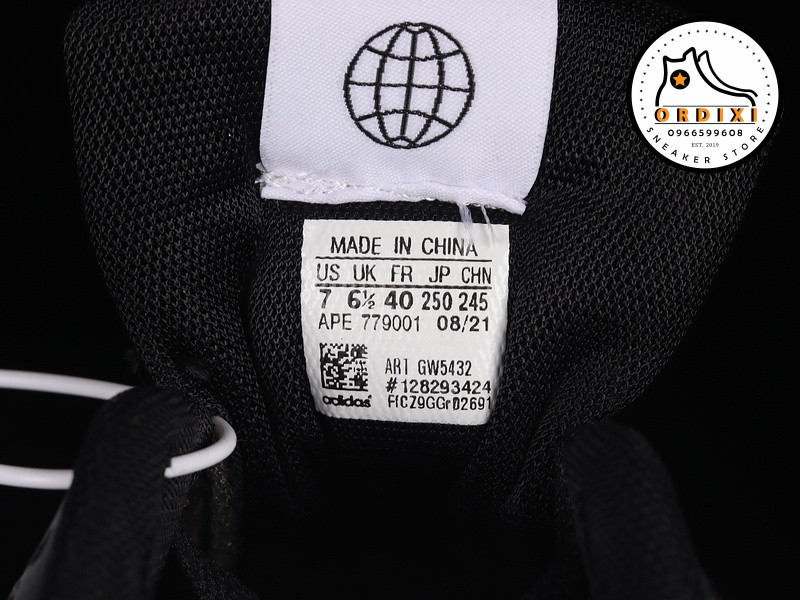 ORDIXI
0966599608
EST. 2019
SNEAKER STORE
MADE IN CHINA
US UK FR JP CHN
7 6½ 40 250 245
APE 779001 08/21
ART GW5432
#128293424
adidas FfCZ9GGrD2691